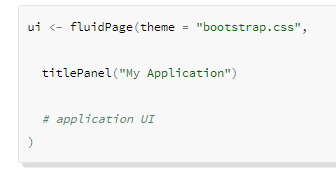 ui <- fluidPage(theme = "bootstrap.css",
titlePanel("My Application")
# application UI
)